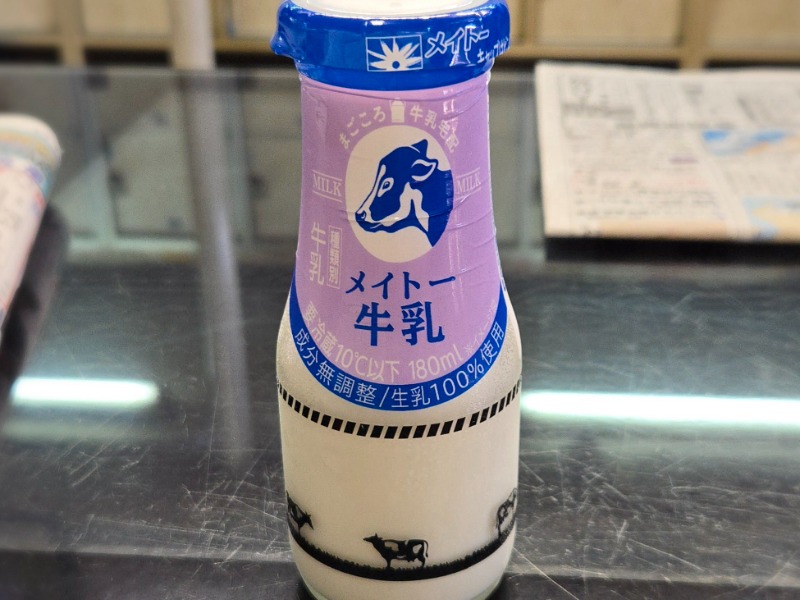 メイトー
まごころ 牛乳宅配
MILK
MILK
種類別
牛乳
メイトー
牛乳
要冷蔵10℃以下 180ml
成分無調整/生乳100%使用